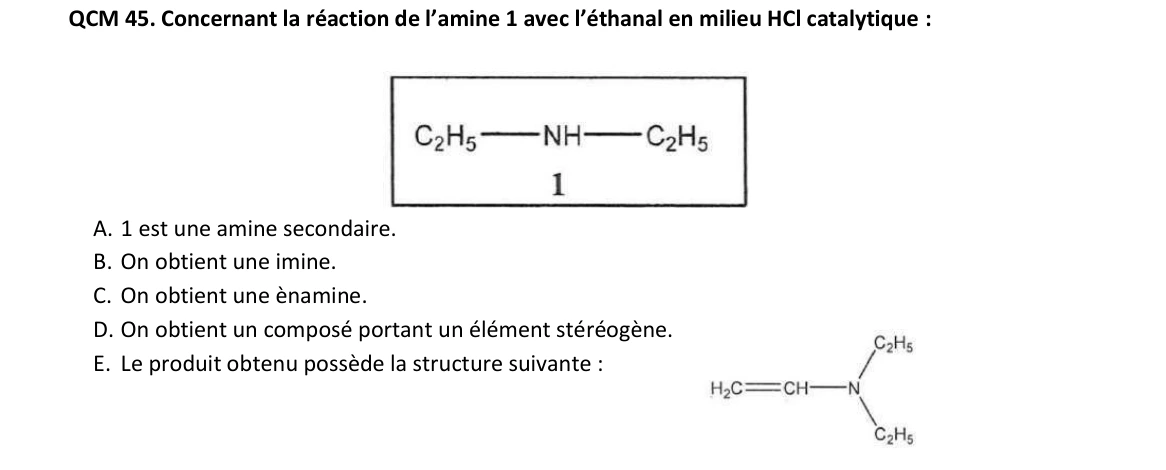 QCM 45. Concernant la réaction de l’amine 1 avec l’éthanal en milieu HCl catalytique :
C₂H₅—NH—C₂H₅
1
A. 1 est une amine secondaire.
B. On obtient une imine.
C. On obtient une ènamine.
D. On obtient un composé portant un élément stéréogène.
E. Le produit obtenu possède la structure suivante :
C₂H₅
H₂C=CH—N
C₂H₅